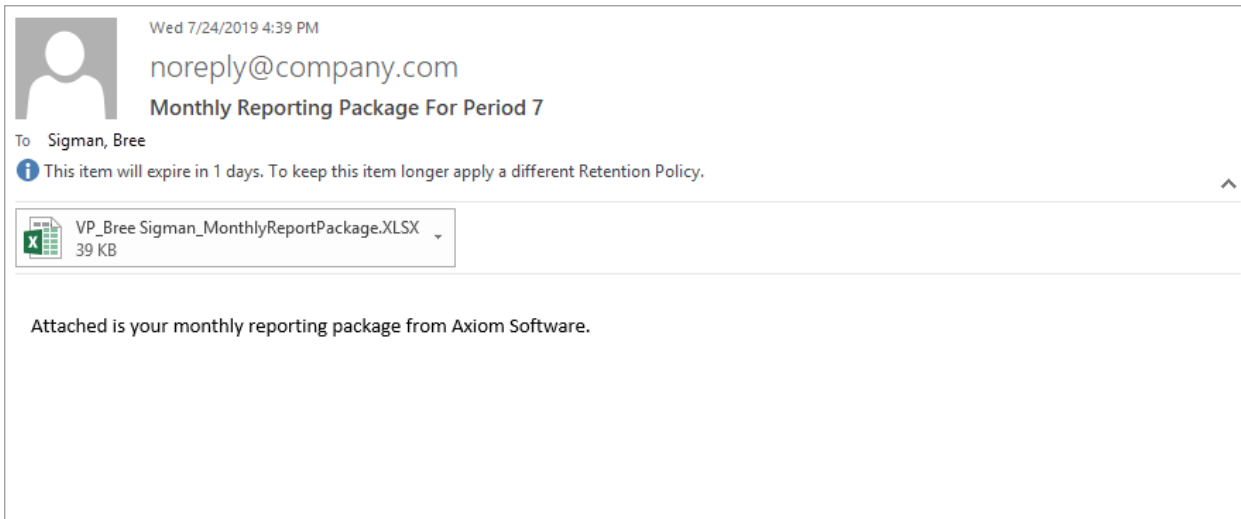 Wed 7/24/2019 4:39 PM
noreply@company.com
Monthly Reporting Package For Period 7
To Sigman, Bree
This item will expire in 1 days. To keep this item longer apply a different Retention Policy.
VP_Bree Sigman_MonthlyReportPackage.XLSX
39 KB
Attached is your monthly reporting package from Axiom Software.